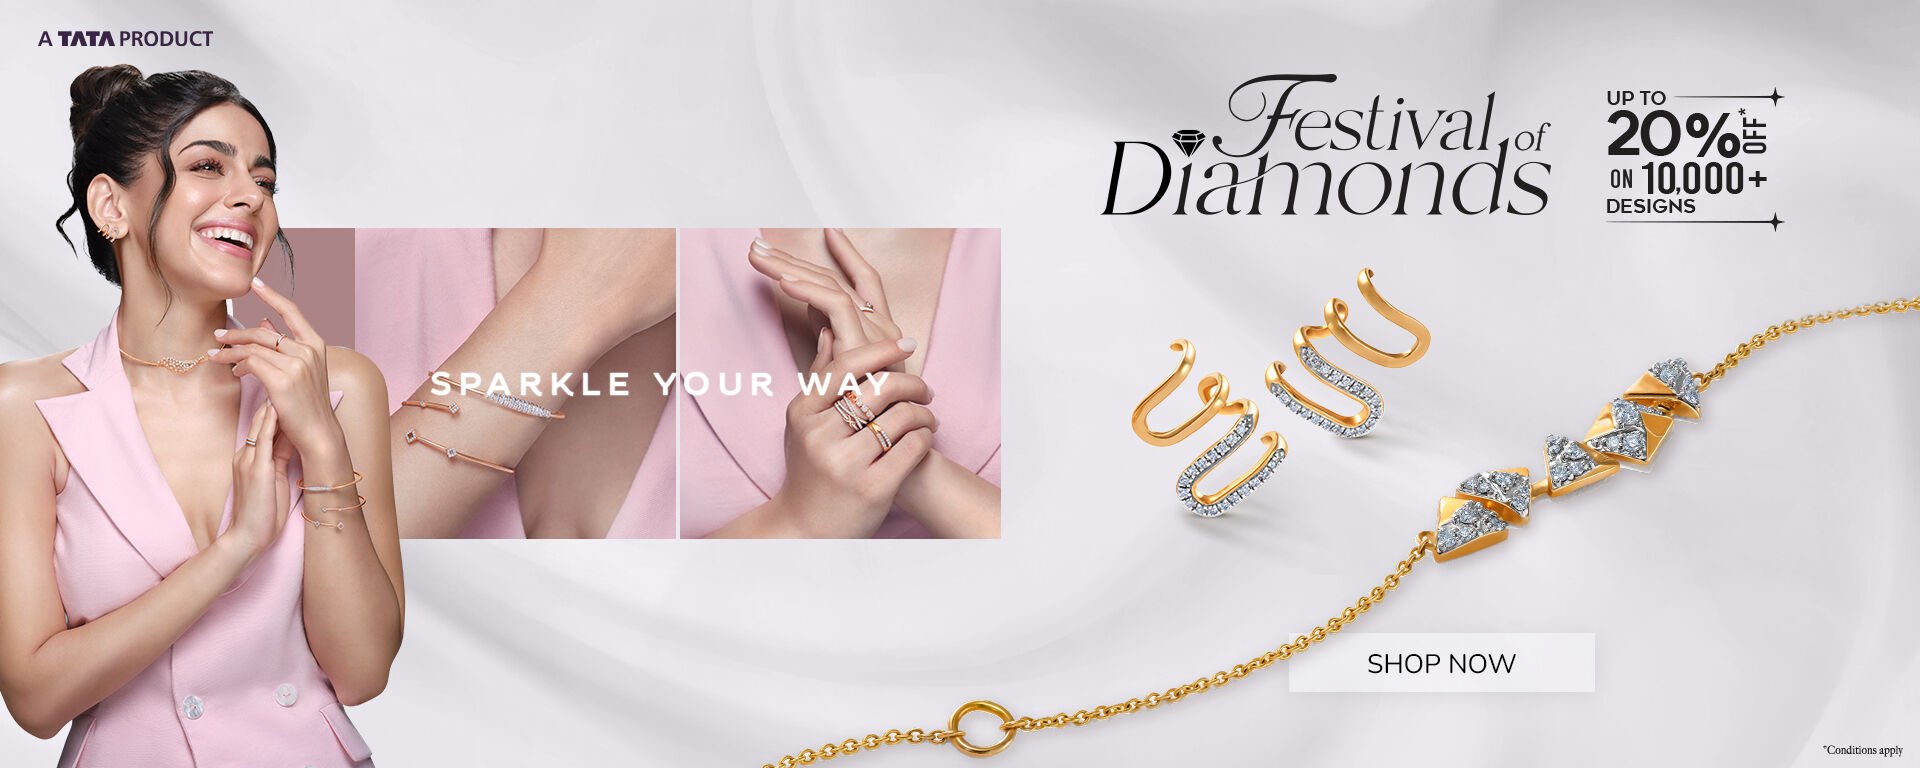 A TATA PRODUCT
Festival of
Diamonds
UP TO
20% OFF*
ON 10,000+
DESIGNS
SPARKLE YOUR WAY
SHOP NOW
*Conditions apply